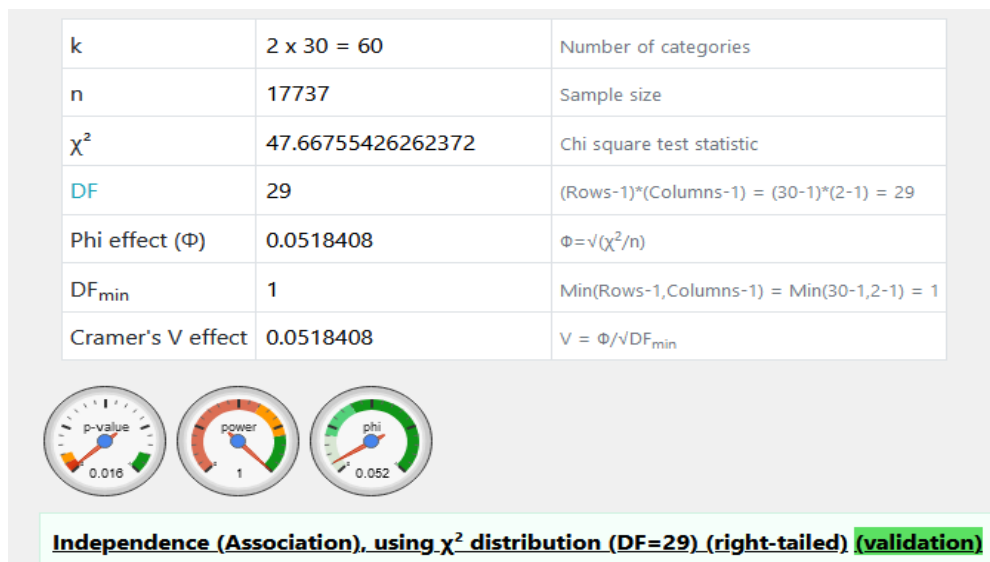 k 2 x 30 = 60 Number of categories
n 17737 Sample size
χ² 47.66755426262372 Chi square test statistic
DF 29 (Rows-1)*(Columns-1) = (30-1)*(2-1) = 29
Phi effect (Φ) 0.0518408 Φ=√(χ²/n)
DFmin 1 Min(Rows-1,Columns-1) = Min(30-1,2-1) = 1
Cramer's V effect 0.0518408 V = Φ/√DFmin
p-value power phi
0.016 1 0.052
Independence (Association), using χ² distribution (DF=29) (right-tailed) (validation)